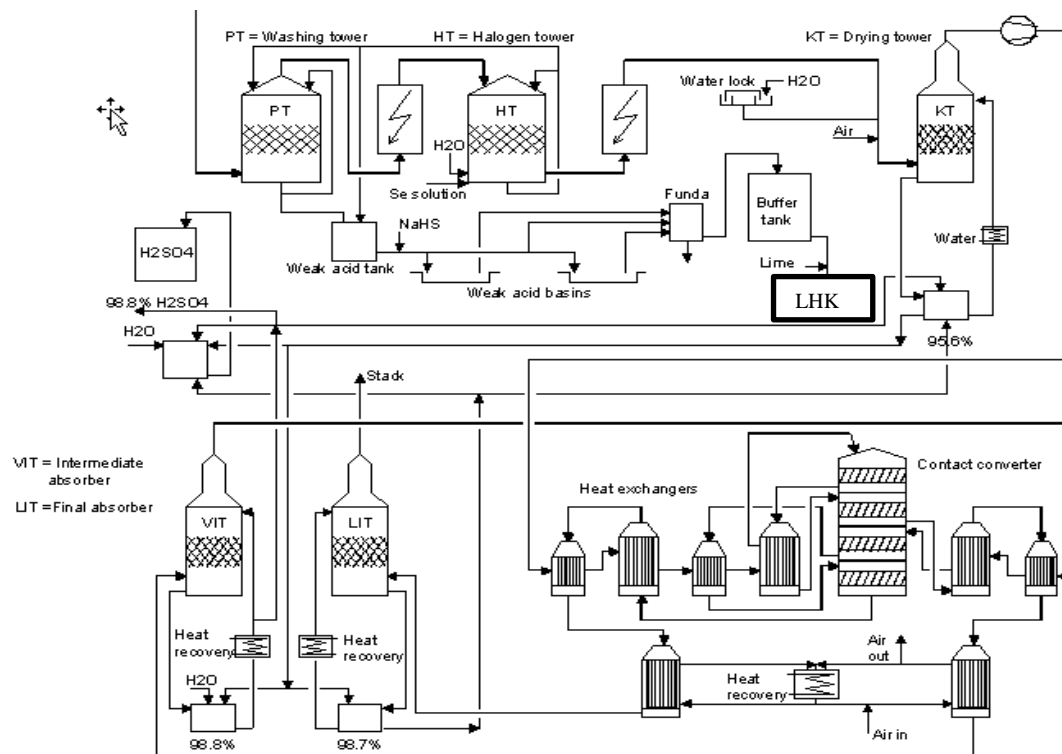 PT = Washing tower
HT = Halogen tower
KT = Drying tower
Water lock
H2O
PT
HT
KT
Air
H2O
Se solution
Funda
Buffer
tank
NaHS
Water
H2SO4
Weak acid tank
Lime
Weak acid basins
98.8% H2SO4
LHK
H2O
95.6%
Stack
VIT = Intermediate
absorber
Contact converter
Heat exchangers
LIT =Final absorber
VIT
LIT
Heat
recovery
Heat
recovery
Air
out
H2O
Heat
recovery
Air in
98.8%
98.7%